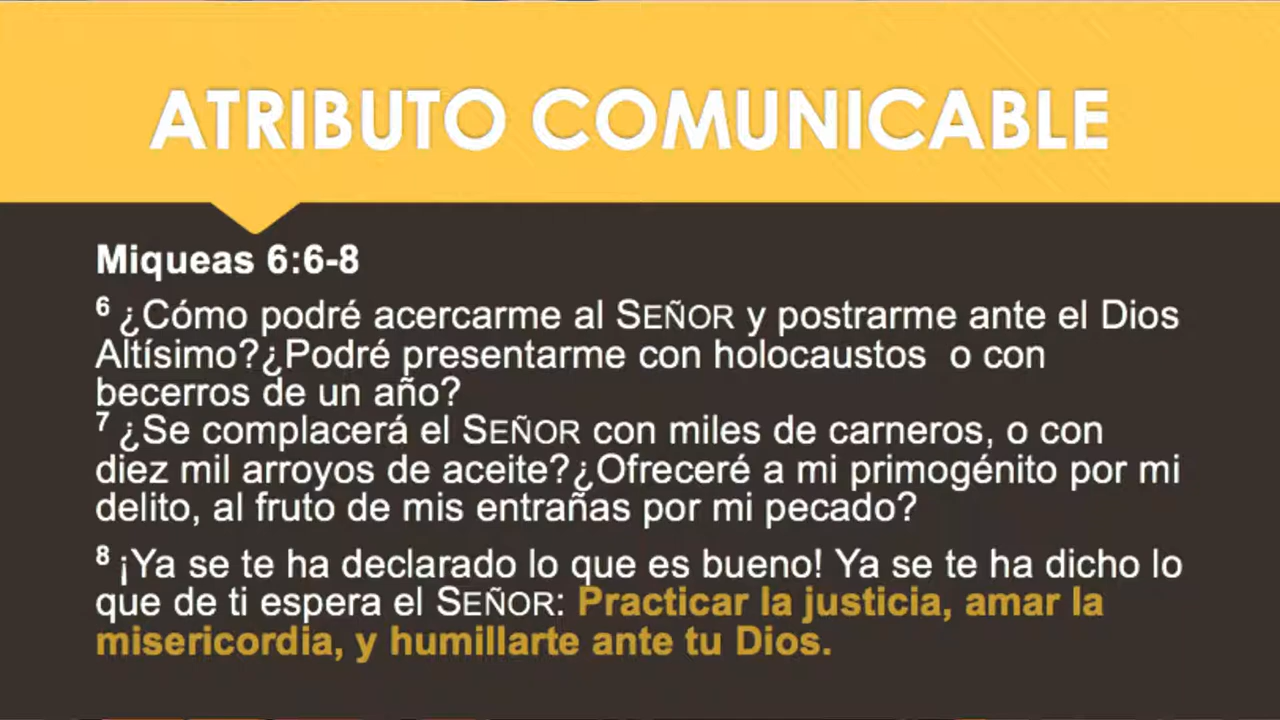 ATRIBUTO COMUNICABLE
Miqueas 6:6-8
6 ¿Cómo podré acercarme al SEÑOR y postrarme ante el Dios
Altísimo?¿Podré presentarme con holocaustos  o con
becerros de un año?
7 ¿Se complacerá el SEÑOR con miles de carneros, o con
diez mil arroyos de aceite?¿Ofreceré a mi primogénito por mi
delito, al fruto de mis entrañas por mi pecado?
8 ¡Ya se te ha declarado lo que es bueno! Ya se te ha dicho lo
que de ti espera el SEÑOR: Practicar la justicia, amar la
misericordia, y humillarte ante tu Dios.